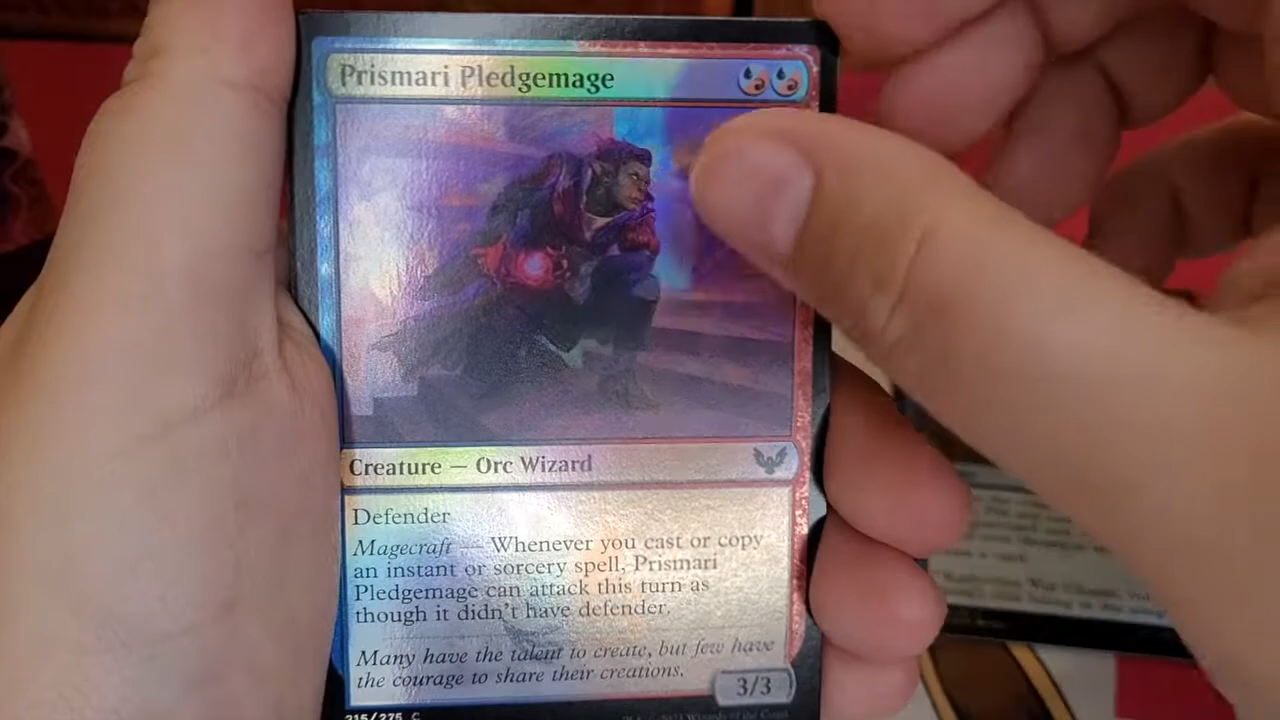 Prismari Pledgemage
Creature — Orc Wizard
Defender
Magecraft — Whenever you cast or copy
an instant or sorcery spell, Prismari
Pledgemage can attack this turn as
though it didn't have defender.
Many have the talent to create, but few have
the courage to share their creations.
3/3
215/275 C